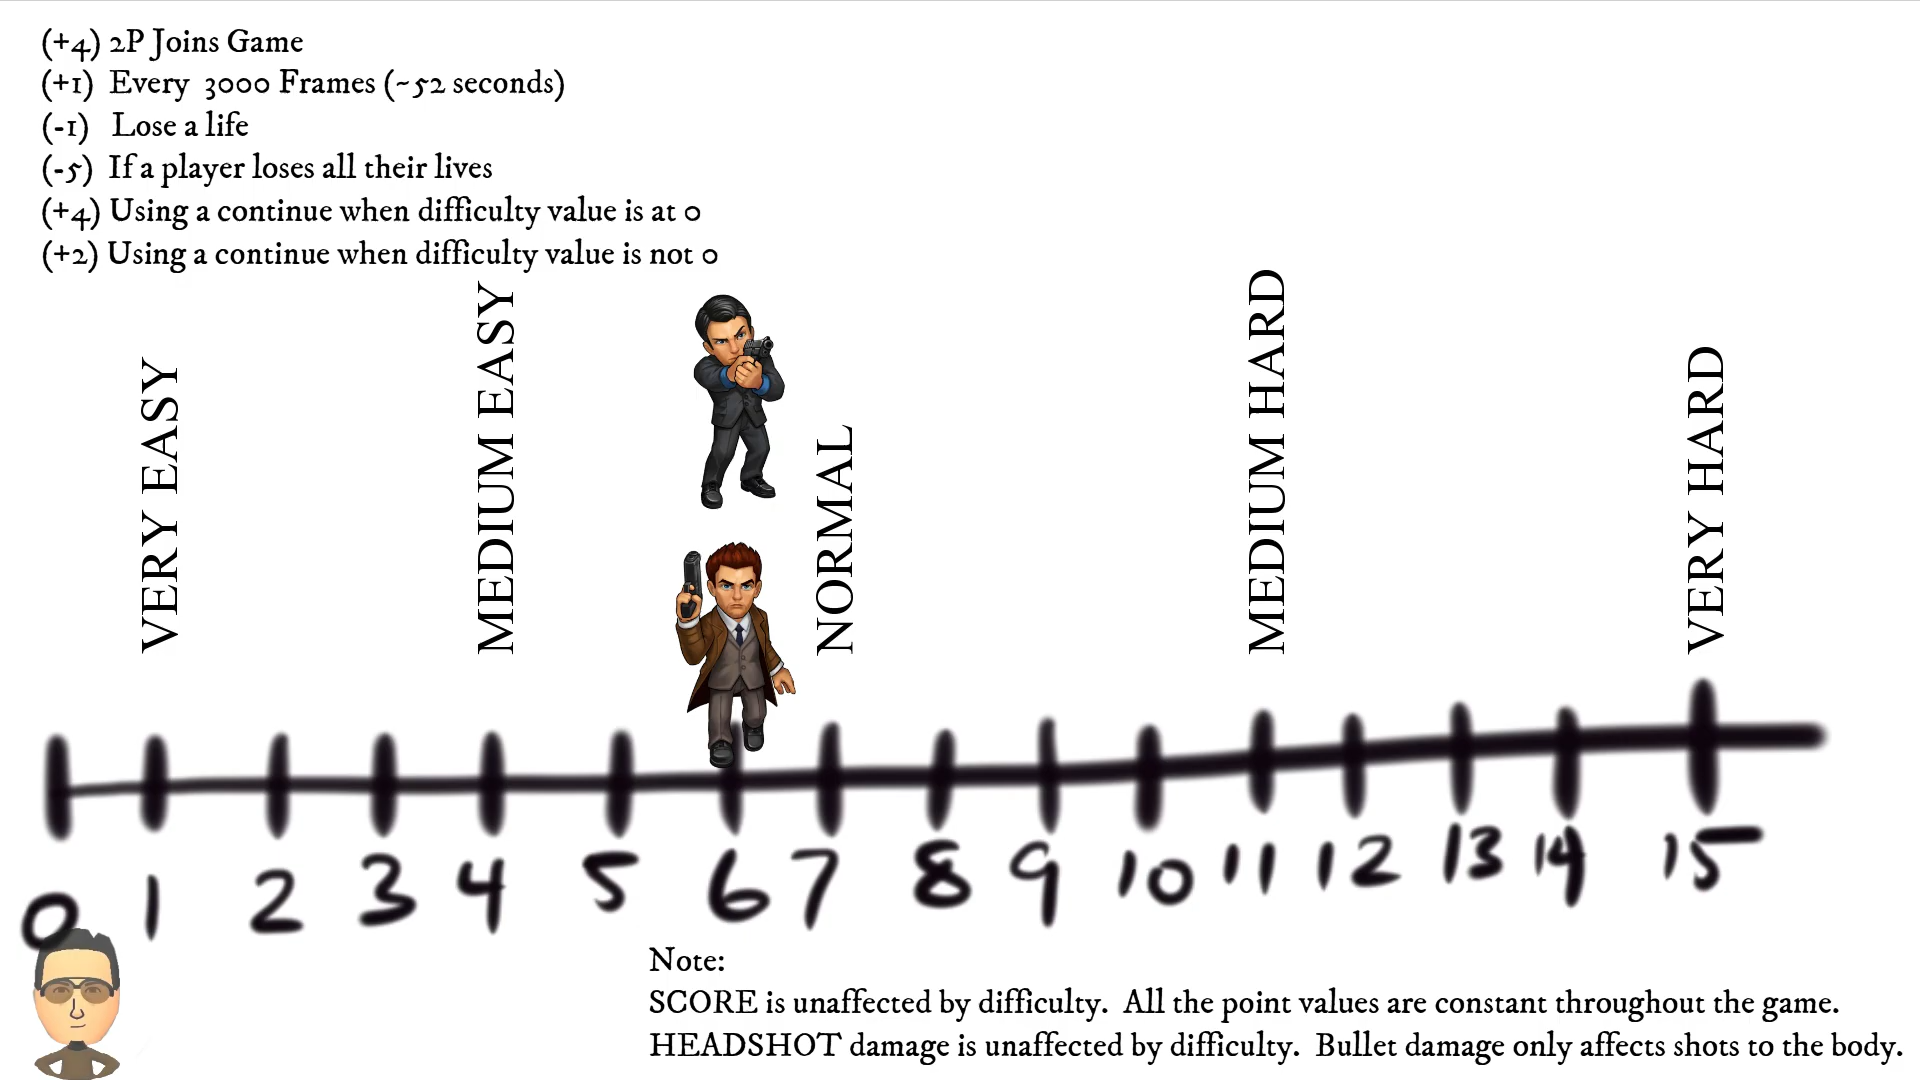 (+4) 2P Joins Game
(+1) Every 3000 Frames (~52 seconds)
(-1) Lose a life
(-5) If a player loses all their lives
(+4) Using a continue when difficulty value is at 0
(+2) Using a continue when difficulty value is not 0
VERY EASY
MEDIUM EASY
NORMAL
MEDIUM HARD
VERY HARD
0 1 2 3 4 5 6 7 8 9 10 11 12 13 14 15
Note:
SCORE is unaffected by difficulty. All the point values are constant throughout the game.
HEADSHOT damage is unaffected by difficulty. Bullet damage only affects shots to the body.